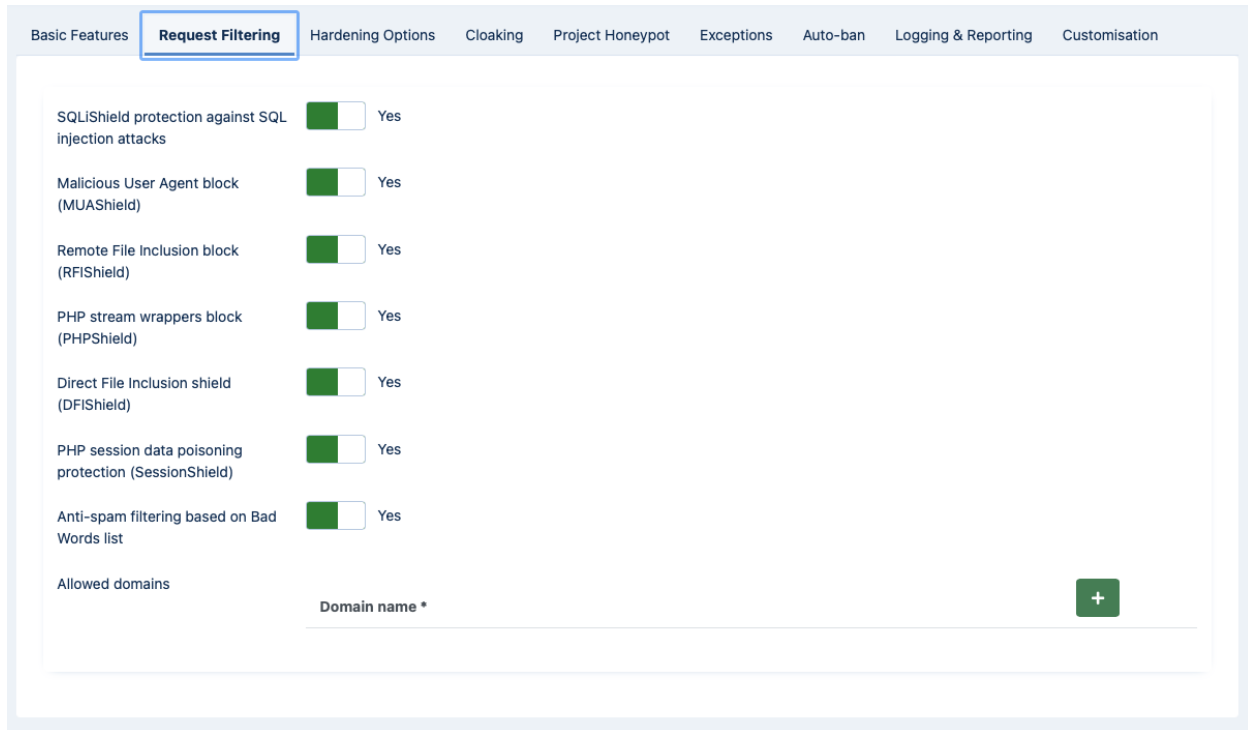 Basic Features Request Filtering Hardening Options Cloaking Project Honeypot Exceptions Auto-ban Logging & Reporting Customisation
SQLiShield protection against SQL Yes
injection attacks
Malicious User Agent block Yes
(MUAShield)
Remote File Inclusion block Yes
(RFIShield)
PHP stream wrappers block Yes
(PHPShield)
Direct File Inclusion shield Yes
(DFIShield)
PHP session data poisoning Yes
protection (SessionShield)
Anti-spam filtering based on Bad Yes
Words list
Allowed domains
Domain name * +